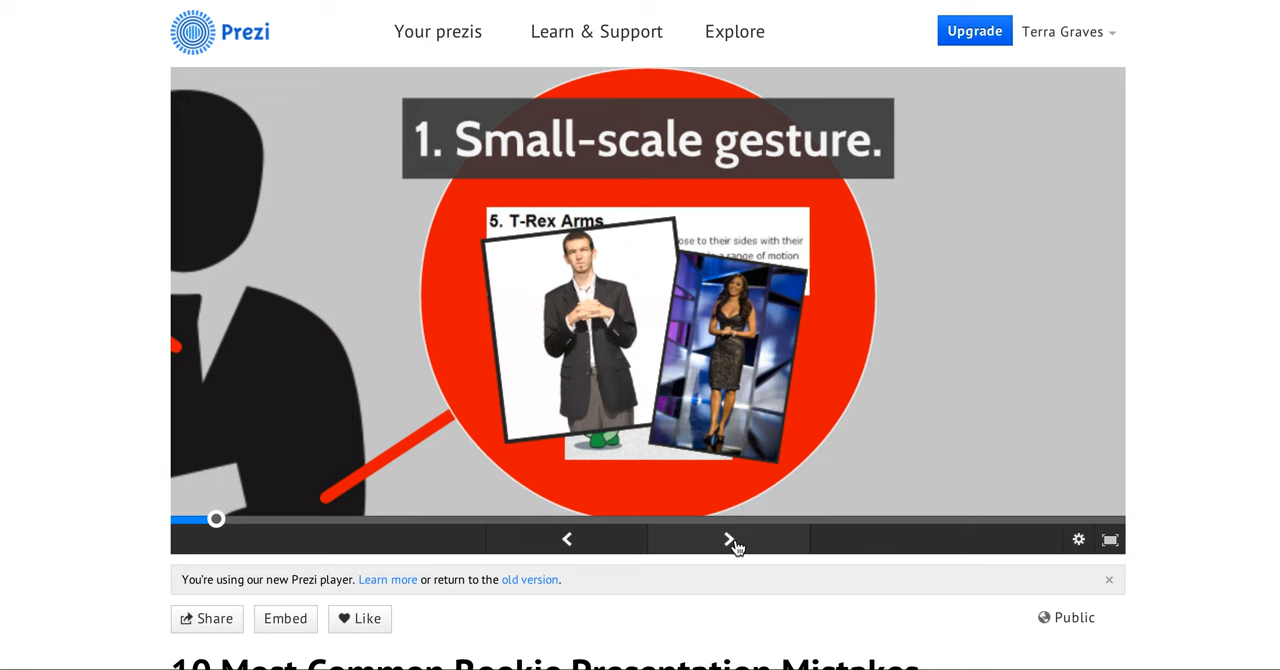 Prezi
Your prezis
Learn & Support
Explore
Upgrade
Terra Graves
1. Small-scale gesture.
5. T-Rex Arms
ose to their sides with their
range of motion
You're using our new Prezi player. Learn more or return to the old version.
Share
Embed
Like
Public
10 Most Common Rookie Presentation Mistakes